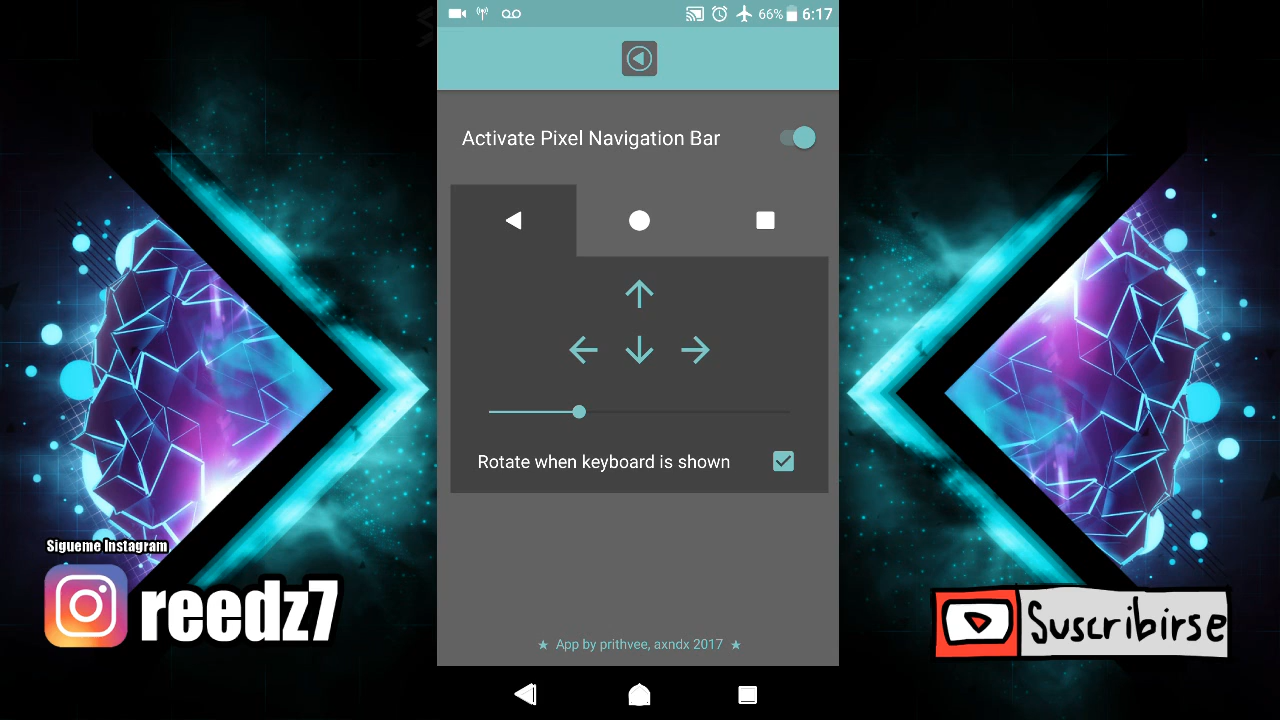 66% 6:17
Activate Pixel Navigation Bar
Rotate when keyboard is shown
★ App by prithvee, axndx 2017 ★
Sigueme Instagram
reedz7
Suscribirse